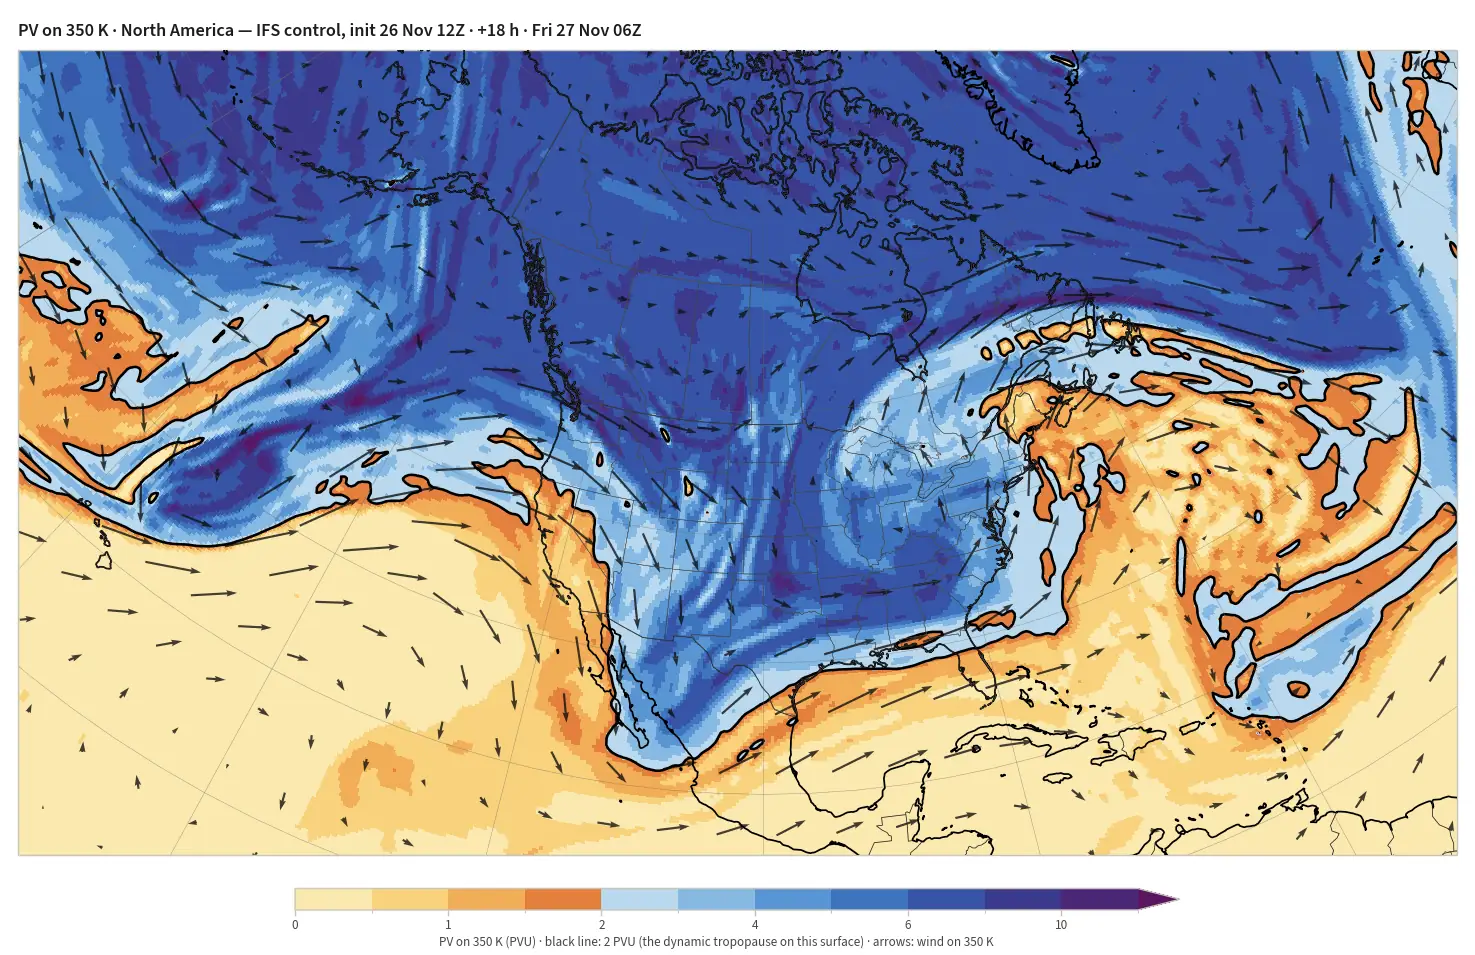 PV on 350 K · North America — IFS control, init 26 Nov 12Z · +18 h · Fri 27 Nov 06Z
0 1 2 4 6 10
PV on 350 K (PVU) · black line: 2 PVU (the dynamic tropopause on this surface) · arrows: wind on 350 K